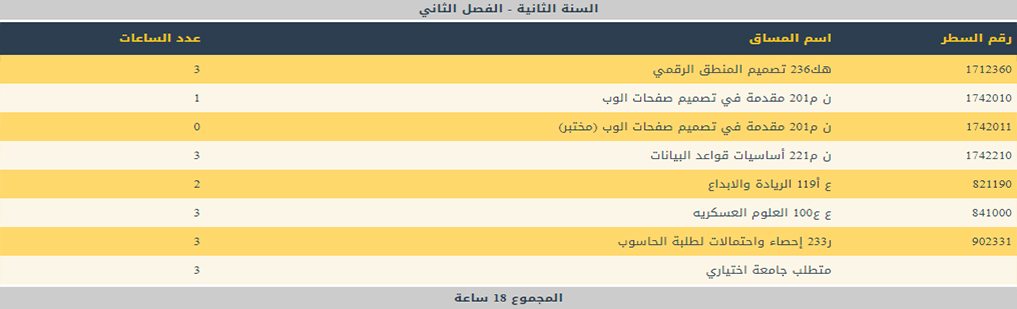 السنة الثانية - الفصل الثاني
رقم السطر اسم المساق عدد الساعات
1712360 هك236 تصميم المنطق الرقمي 3
1742010 ن م201 مقدمة في تصميم صفحات الوب 1
1742011 ن م201 مقدمة في تصميم صفحات الوب (مختبر) 0
1742210 ن م221 أساسيات قواعد البيانات 3
821190 ع أ119 الريادة والابداع 2
841000 ع ع100 العلوم العسكريه 3
902331 ر233 إحصاء واحتمالات لطلبة الحاسوب 3
متطلب جامعة اختياري 3
المجموع 18 ساعة